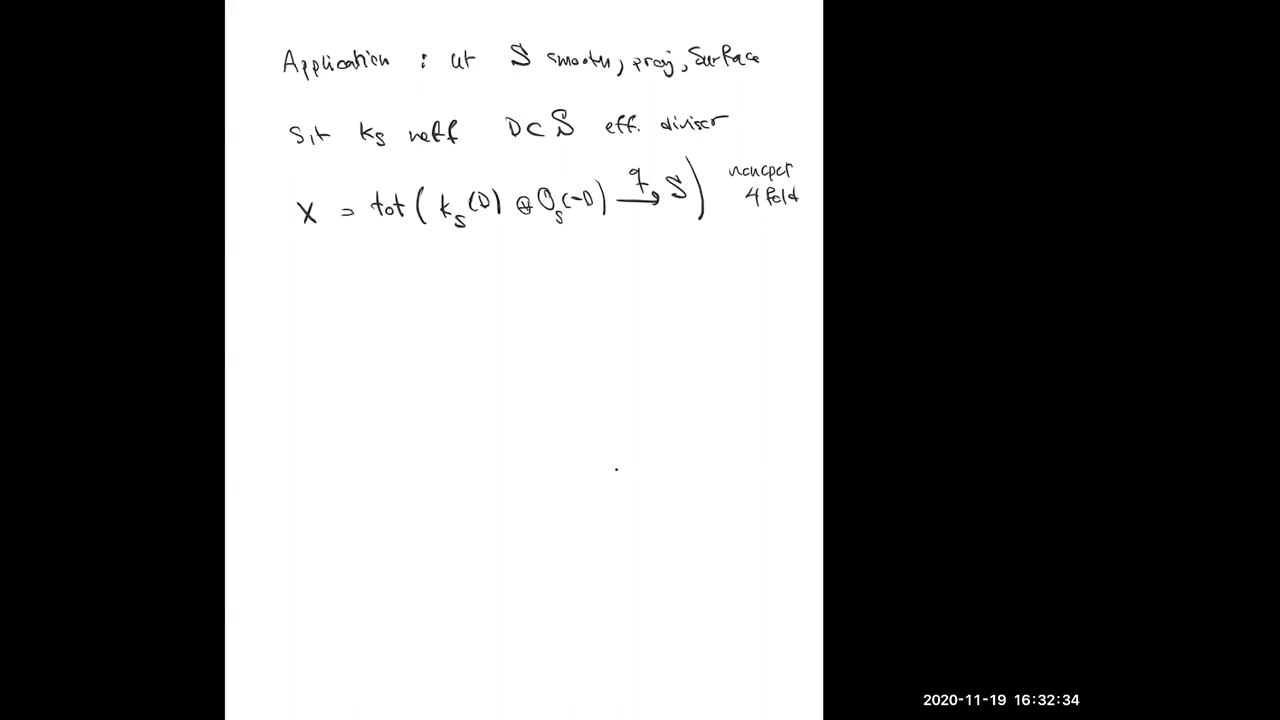 Application : let S smooth, proj, surface
s.t K_S neff D ⊂ S eff. divisor
X = tot ( K_S(D) ⊕ O_S(-D) →^q S ) noncpct
4 fold
2020-11-19 16:32:34